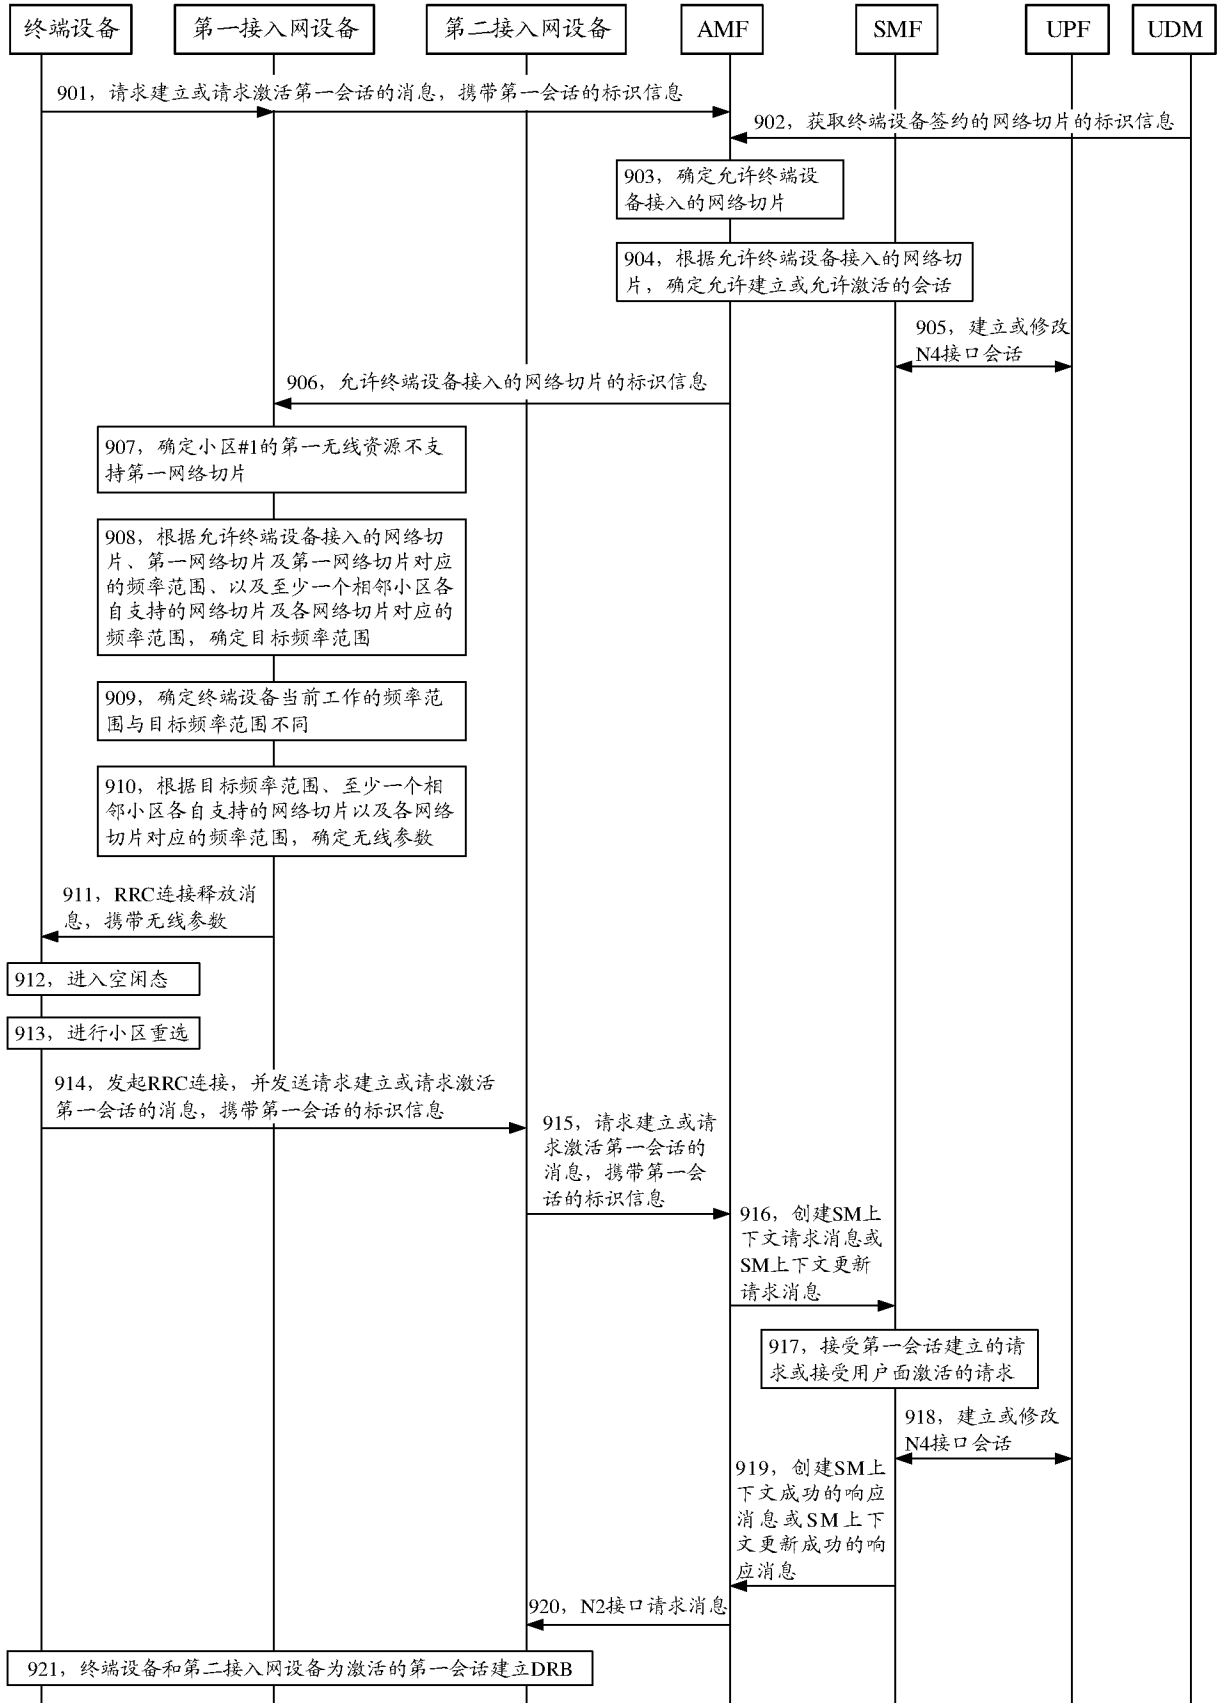 终端设备
第一接入网设备
第二接入网设备
AMF
SMF
UPF
UDM
901，请求建立或请求激活第一会话的消息，携带第一会话的标识信息
902，获取终端设备签约的网络切片的标识信息
903，确定允许终端设
备接入的网络切片
904，根据允许终端设备接入的网络切
片，确定允许建立或允许激活的会话
905，建立或修改
N4接口会话
906，允许终端设备接入的网络切片的标识信息
907，确定小区#1的第一无线资源不支
持第一网络切片
908，根据允许终端设备接入的网络切
片、第一网络切片及第一网络切片对应
的频率范围、以及至少一个相邻小区各
自支持的网络切片及各网络切片对应的
频率范围，确定目标频率范围
909，确定终端设备当前工作的频率范
围与目标频率范围不同
910，根据目标频率范围、至少一个相
邻小区各自支持的网络切片以及各网络
切片对应的频率范围，确定无线参数
911，RRC连接释放消
息，携带无线参数
912，进入空闲态
913，进行小区重选
914，发起RRC连接，并发送请求建立或请求激活
第一会话的消息，携带第一会话的标识信息
915，请求建立或请
求激活第一会话的
消息，携带第一会
话的标识信息
916，创建SM上
下文请求消息或
SM上下文更新
请求消息
917，接受第一会话建立的请
求或接受用户面激活的请求
918，建立或修改
N4接口会话
919，创建SM上
下文成功的响应
消息或SM上下
文更新成功的响
应消息
920，N2接口请求消息
921，终端设备和第二接入网设备为激活的第一会话建立DRB